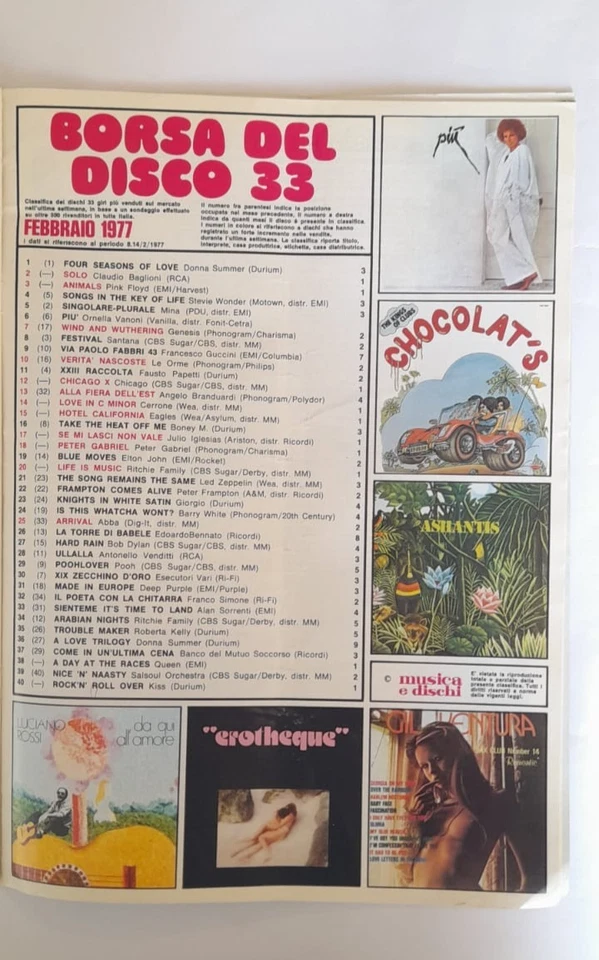 BORSA DEL
DISCO 33
Classifica dei dischi 33 giri più venduti sul mercato
nell'ultima settimana, in base a un sondaggio effettuato
su oltre 500 rivenditori in tutta Italia.
FEBBRAIO 1977
I dati si riferiscono al periodo 8.14/2/1977
Il numero fra parentesi indica la posizione
occupata nel mese precedente, il numero a destra
indica da quanti mesi il disco è presente in classifica.
I numeri in colore si riferiscono a dischi che hanno
registrato un forte incremento nelle vendite,
durante l'ultima settimana. La classifica riporta titolo,
interprete, casa produttrice, etichetta, casa distributrice.
1 (1) FOUR SEASONS OF LOVE Donna Summer (Durium) 3
2 (—) SOLO Claudio Baglioni (RCA) 1
3 (—) ANIMALS Pink Floyd (EMI/Harvest) 1
4 (5) SONGS IN THE KEY OF LIFE Stevie Wonder (Motown, distr. EMI) 3
5 (2) SINGOLARE-PLURALE Mina (PDU, distr. EMI) 3
6 (6) PIU' Ornella Vanoni (Vanilla, distr. Fonit-Cetra)
7 (17) WIND AND WUTHERING Genesis (Phonogram/Charisma) 2
8 (3) FESTIVAL Santana (CBS Sugar/CBS, distr. MM) 2
9 (10) VIA PAOLO FABBRI 43 Francesco Guccini (EMI/Columbia) 7
10 (16) VERITA' NASCOSTE Le Orme (Phonogram/Philips) 2
11 (4) XXIII RACCOLTA Fausto Papetti (Durium) 2
12 (—) CHICAGO X Chicago (CBS Sugar/CBS, distr. MM) 1
13 (32) ALLA FIERA DELL'EST Angelo Branduardi (Phonogram/Polydor) 4
14 (—) LOVE IN C MINOR Cerrone (Wea, distr. MM) 1
15 (—) HOTEL CALIFORNIA Eagles (Wea/Asylum, distr. MM) 1
16 (8) TAKE THE HEAT OFF ME Boney M. (Durium) 3
17 (—) SE MI LASCI NON VALE Julio Iglesias (Ariston, distr. Ricordi) 1
18 (—) PETER GABRIEL Peter Gabriel (Phonogram/Charisma) 1
19 (14) BLUE MOVES Elton John (EMI/Rocket) 2
20 (—) LIFE IS MUSIC Ritchie Family (CBS Sugar/Derby, distr. MM) 1
21 (23) THE SONG REMAINS THE SAME Led Zeppelin (Wea, distr. MM) 3
22 (22) FRAMPTON COMES ALIVE Peter Frampton (A&M, distr. Ricordi) 2
23 (24) KNIGHTS IN WHITE SATIN Giorgio (Durium) 4
24 (19) IS THIS WHATCHA WONT? Barry White (Phonogram/20th Century) 4
25 (33) ARRIVAL Abba (Dig-It, distr. MM)
26 (13) LA TORRE DI BABELE EdoardoBennato (Ricordi)
27 (15) HARD RAIN Bob Dylan (CBS Sugar/CBS, distr. MM)
28 (11) ULLALLA Antonello Venditti (RCA)
29 (9) POOHLOVER Pooh (CBS Sugar/CBS, distr. MM)
30 (7) XIX ZECCHINO D'ORO Esecutori Vari (Ri-Fi)
31 (18) MADE IN EUROPE Deep Purple (EMI/Purple)
32 (34) IL POETA CON LA CHITARRA Franco Simone (Ri-Fi)
33 (31) SIENTEME IT'S TIME TO LAND Alan Sorrenti (EMI)
34 (12) ARABIAN NIGHTS Ritchie Family (CBS Sugar/Derby, distr. MM)
35 (26) TROUBLE MAKER Roberta Kelly (Durium)
36 (27) A LOVE TRILOGY Donna Summer (Durium)
37 (29) COME IN UN'ULTIMA CENA Banco del Mutuo Soccorso (Ricordi)
38 (—) A DAY AT THE RACES Queen (EMI) 1
39 (40) NICE 'N' NAASTY Salsoul Orchestra (CBS Sugar/Derby, distr. MM) 2
40 (—) ROCK'N' ROLL OVER Kiss (Durium) 1
più
THE KINGS OF CLUBS
CHOCOLAT'S
ASHANTIS
© musica
e dischi
E' vietata la riproduzione
totale o parziale della
presente classifica. Tutti i
diritti riservati a norma
delle vigenti leggi.
LUCIANO
ROSSI
da qui
all'amore
"erotheque"
GIL VENTURA
SAX CLUB Number 14
"Romantic"